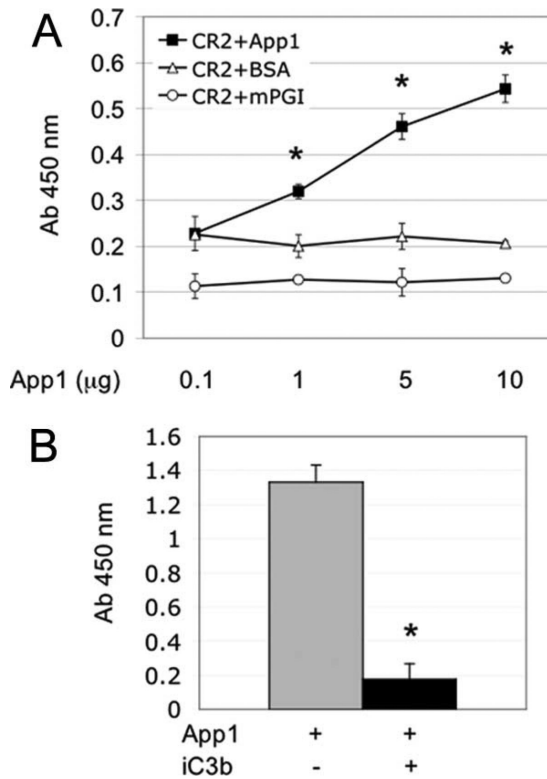 A
0.7
0.6
0.5
0.4
0.3
0.2
0.1
0
Ab 450 nm
CR2+App1
CR2+BSA
CR2+mPGI
*
*
*
App1 (μg) 0.1 1 5 10
B
1.6
1.4
1.2
1
0.8
0.6
0.4
0.2
0
Ab 450 nm
*
App1 + +
iC3b - +